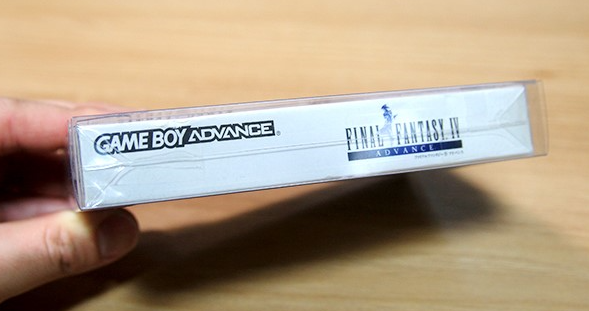 GAME BOY ADVANCE
FINAL FANTASY IV
ADVANCE